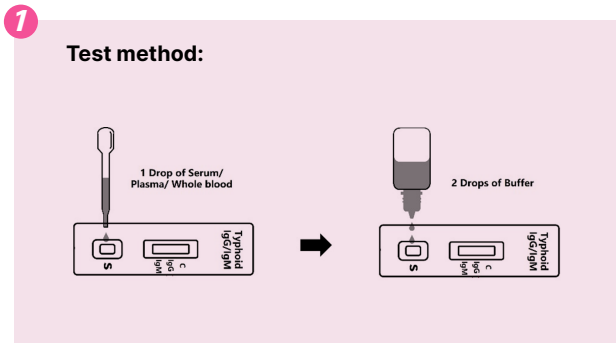 1
Test method:
1 Drop of Serum/
Plasma/ Whole blood
2 Drops of Buffer
S
IgM
IgG
C
Typhoid
IgG/IgM
S
IgM
IgG
C
Typhoid
IgG/IgM